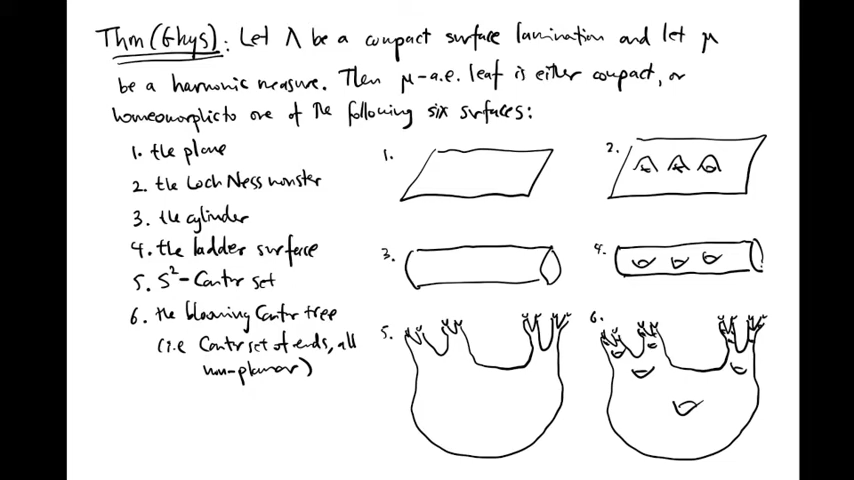 Thm (Ghys): Let Λ be a compact surface lamination and let μ
be a harmonic measure. Then μ-a.e. leaf is either compact, or
homeomorphic to one of the following six surfaces:
1. the plane
2. the Loch Ness monster
3. the cylinder
4. the ladder surface
5. S²-Cantor set
6. the blooming Cantor tree
(i.e Cantor set of ends, all
non-planar)
1.
2.
3.
4.
5.
6.